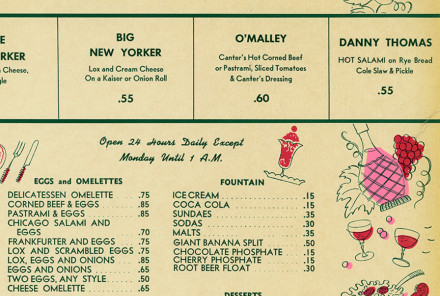 E
RKER
Cheese,
gle
BIG
NEW YORKER
Lox and Cream Cheese
On a Kaiser or Onion Roll
.55
O'MALLEY
Canter's Hot Corned Beef
or Pastrami, Sliced Tomatoes
& Canter's Dressing
.60
DANNY THOMAS
HOT SALAMI on Rye Bread
Cole Slaw & Pickle
.55
Open 24 Hours Daily Except
Monday Until 1 A.M.
EGGS and OMELETTES
DELICATESSEN OMELETTE .75
CORNED BEEF & EGGS .85
PASTRAMI & EGGS .85
CHICAGO SALAMI AND
EGGS .70
FRANKFURTER AND EGGS .75
LOX AND SCRAMBLED EGGS .75
LOX, EGGS AND ONIONS .85
EGGS AND ONIONS .65
TWO EGGS, ANY STYLE .50
CHEESE OMELETTE .65
FOUNTAIN
ICE CREAM .15
COCA COLA .15
SUNDAES .35
SODAS .30
MALTS .35
GIANT BANANA SPLIT .50
CHOCOLATE PHOSPHATE .15
CHERRY PHOSPHATE .15
ROOT BEER FLOAT .30
DESSERTS